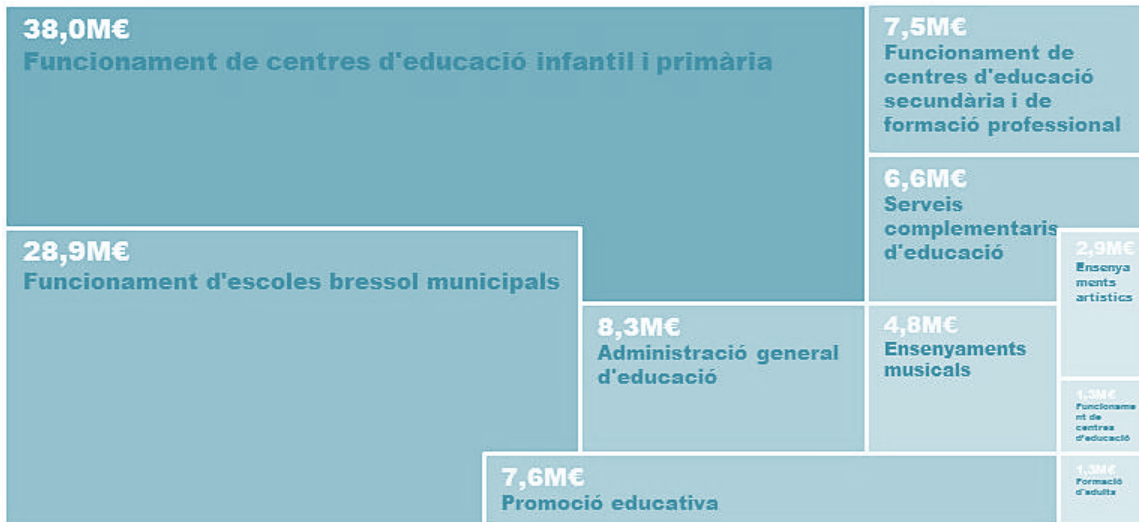 38,0M€
Funcionament de centres d'educació infantil i primària
7,5M€
Funcionament de
centres d'educació
secundària i de
formació professional
6,6M€
Serveis
complementaris
d'educació
28,9M€
Funcionament d'escoles bressol municipals
2,9M€
Ensenya
ments
artístics
8,3M€
Administració general
d'educació
4,8M€
Ensenyaments
musicals
1,3M€
Funcioname
nt de
centres
d'educació
7,6M€
Promoció educativa
1,3M€
Formació
d'adults